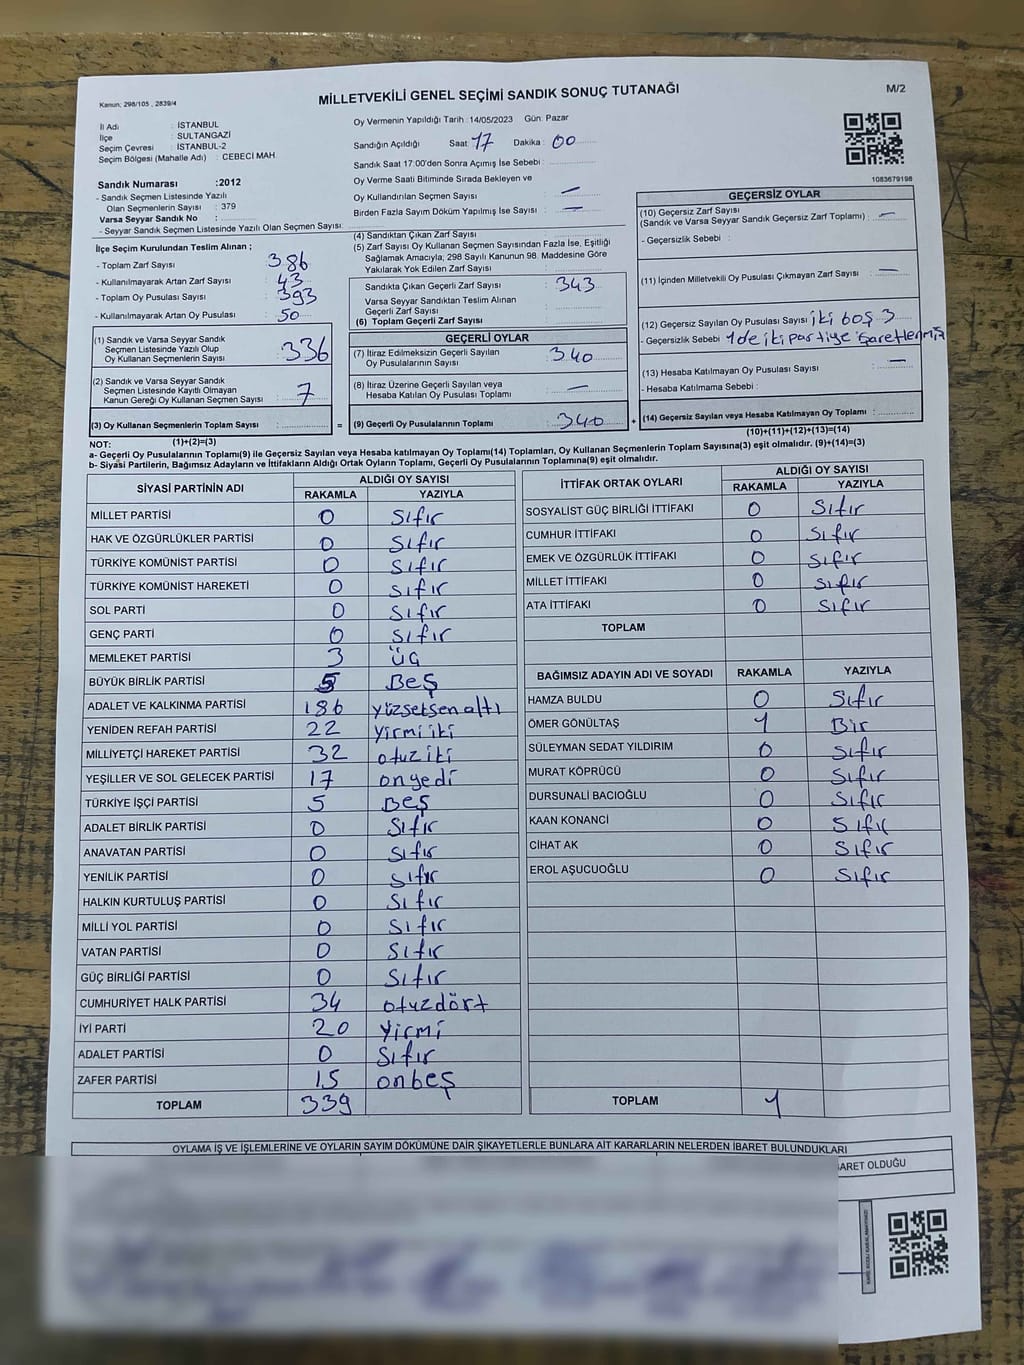 Kanun; 298/105 , 2839/4
MİLLETVEKİLİ GENEL SEÇİMİ SANDIK SONUÇ TUTANAĞI
M/2
İl Adı : İSTANBUL
İlçe : SULTANGAZİ
Seçim Çevresi : İSTANBUL-2
Seçim Bölgesi (Mahalle Adı) : CEBECİ MAH
Sandık Numarası :2012
- Sandık Seçmen Listesinde Yazılı
Olan Seçmenlerin Sayısı : 379
Varsa Seyyar Sandık No :
- Seyyar Sandık Seçmen Listesinde Yazılı Olan Seçmen Sayısı:
İlçe Seçim Kurulundan Teslim Alınan ;
- Toplam Zarf Sayısı : 386
- Kullanılmayarak Artan Zarf Sayısı : 43
- Toplam Oy Pusulası Sayısı : 393
- Kullanılmayarak Artan Oy Pusulası : 50
(1) Sandık ve Varsa Seyyar Sandık
Seçmen Listesinde Yazılı Olup
Oy Kullanan Seçmenlerin Sayısı : 336
(2) Sandık ve Varsa Seyyar Sandık
Seçmen Listesinde Kayıtlı Olmayan
Kanun Gereği Oy Kullanan Seçmen Sayısı : 7
(3) Oy Kullanan Seçmenlerin Toplam Sayısı :
Oy Vermenin Yapıldığı Tarih :14/05/2023 Gün: Pazar
Sandığın Açıldığı Saat: 17 Dakika : 00
Sandık Saat 17:00'den Sonra Açımış İse Sebebi :
Oy Verme Saati Bitiminde Sırada Bekleyen ve
Oy Kullandırılan Seçmen Sayısı : —
Birden Fazla Sayım Döküm Yapılmış İse Sayısı : —
(4) Sandıktan Çıkan Zarf Sayısı :
(5) Zarf Sayısı Oy Kullanan Seçmen Sayısından Fazla İse, Eşitliği
Sağlamak Amacıyla; 298 Sayılı Kanunun 98. Maddesine Göre
Yakılarak Yok Edilen Zarf Sayısı :
Sandıkta Çıkan Geçerli Zarf Sayısı : 343
Varsa Seyyar Sandıktan Teslim Alınan
Geçerli Zarf Sayısı :
(6) Toplam Geçerli Zarf Sayısı :
GEÇERLİ OYLAR
(7) İtiraz Edilmeksizin Geçerli Sayılan
Oy Pusulalarının Sayısı : 340
(8) İtiraz Üzerine Geçerli Sayılan veya
Hesaba Katılan Oy Pusulası Toplamı : —
= (9) Geçerli Oy Pusulalarının Toplamı : 340
1083679198
GEÇERSİZ OYLAR
(10) Geçersiz Zarf Sayısı
(Sandık ve Varsa Seyyar Sandık Geçersiz Zarf Toplamı) : —
- Geçersizlik Sebebi :
(11) İçinden Milletvekili Oy Pusulası Çıkmayan Zarf Sayısı : —
(12) Geçersiz Sayılan Oy Pusulası Sayısı : iki boş 3
- Geçersizlik Sebebi : 1 de iki partiye işaretlenmiş
(13) Hesaba Katılmayan Oy Pusulası Sayısı : —
- Hesaba Katılmama Sebebi :
+ (14) Geçersiz Sayılan veya Hesaba Katılmayan Oy Toplamı :
NOT: (1)+(2)=(3)
(10)+(11)+(12)+(13)=(14)
a- Geçerli Oy Pusulalarının Toplamı(9) ile Geçersiz Sayılan veya Hesaba katılmayan Oy Pusulası Toplamı(14) Toplamları, Oy Kullanan Seçmenlerin Toplam Sayısına(3) eşit olmalıdır. (9)+(14)=(3)
b- Siyasi Partilerin, Bağımsız Adayların ve İttifakların Aldığı Ortak Oyların Toplamı, Geçerli Oy Pusulalarının Toplamına(9) eşit olmalıdır.
SİYASİ PARTİNİN ADI ALDIĞI OY SAYISI
RAKAMLA YAZIYLA
MİLLET PARTİSİ 0 Sıfır
HAK VE ÖZGÜRLÜKLER PARTİSİ 0 Sıfır
TÜRKİYE KOMÜNİST PARTİSİ 0 Sıfır
TÜRKİYE KOMÜNİST HAREKETİ 0 Sıfır
SOL PARTİ 0 Sıfır
GENÇ PARTİ 0 Sıfır
MEMLEKET PARTİSİ 3 üç
BÜYÜK BİRLİK PARTİSİ 5 Beş
ADALET VE KALKINMA PARTİSİ 186 yüzseksenaltı
YENİDEN REFAH PARTİSİ 22 yirmi iki
MİLLİYETÇİ HAREKET PARTİSİ 32 otuz iki
YEŞİLLER VE SOL GELECEK PARTİSİ 17 onyedi
TÜRKİYE İŞÇİ PARTİSİ 5 Beş
ADALET BİRLİK PARTİSİ 0 Sıfır
ANAVATAN PARTİSİ 0 Sıfır
YENİLİK PARTİSİ 0 Sıfır
HALKIN KURTULUŞ PARTİSİ 0 Sıfır
MİLLİ YOL PARTİSİ 0 Sıfır
VATAN PARTİSİ 0 Sıfır
GÜÇ BİRLİĞİ PARTİSİ 0 Sıfır
CUMHURİYET HALK PARTİSİ 34 otuzdört
İYİ PARTİ 20 yirmi
ADALET PARTİSİ 0 Sıfır
ZAFER PARTİSİ 15 onbeş
TOPLAM 339
İTTİFAK ORTAK OYLARI ALDIĞI OY SAYISI
RAKAMLA YAZIYLA
SOSYALİST GÜÇ BİRLİĞİ İTTİFAKI 0 Sıfır
CUMHUR İTTİFAKI 0 Sıfır
EMEK VE ÖZGÜRLÜK İTTİFAKI 0 Sıfır
MİLLET İTTİFAKI 0 Sıfır
ATA İTTİFAKI 0 Sıfır
TOPLAM
BAĞIMSIZ ADAYIN ADI VE SOYADI RAKAMLA YAZIYLA
HAMZA BULDU 0 Sıfır
ÖMER GÖNÜLTAŞ 1 Bir
SÜLEYMAN SEDAT YILDIRIM 0 Sıfır
MURAT KÖPRÜCÜ 0 Sıfır
DURSUNALİ BACIOĞLU 0 Sıfır
KAAN KONANCİ 0 Sıfır
CİHAT AK 0 Sıfır
EROL AŞUCUOĞLU 0 Sıfır
TOPLAM 1
OYLAMA İŞ VE İŞLEMLERİNE VE OYLARIN SAYIM DÖKÜMÜNE DAİR ŞİKAYETLERLE BUNLARA AİT KARARLARIN NELERDEN İBARET BULUNDUKLARI
ARET OLDUĞU